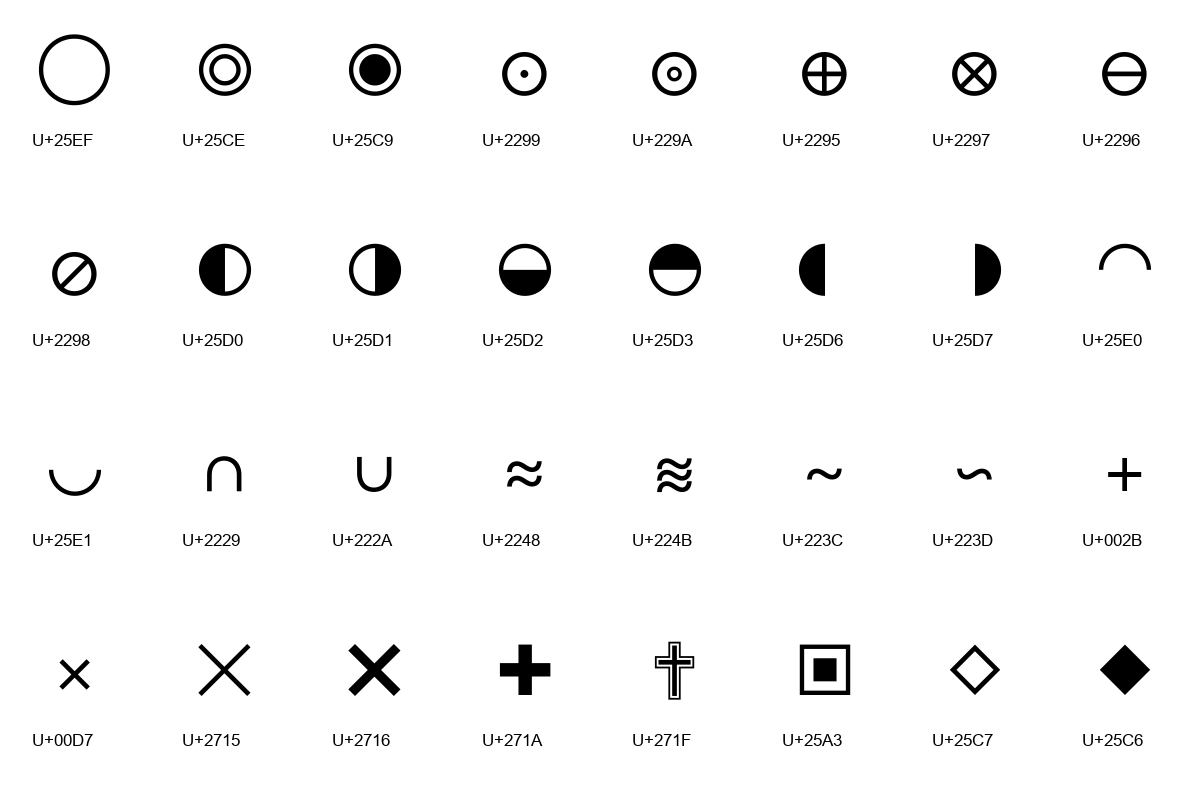 ◯ ◎ ◉ ⊙ ⊚ ⊕ ⊗ ⊖
U+25EF U+25CE U+25C9 U+2299 U+229A U+2295 U+2297 U+2296
⊘ ◐ ◑ ◒ ◓ ◖ ◗ ◠
U+2298 U+25D0 U+25D1 U+25D2 U+25D3 U+25D6 U+25D7 U+25E0
◡ ∩ ∪ ≈ ≋ ∼ ∽ +
U+25E1 U+2229 U+222A U+2248 U+224B U+223C U+223D U+002B
× ✕ ✖ ✚ ✟ ▣ ◇ ◆
U+00D7 U+2715 U+2716 U+271A U+271F U+25A3 U+25C7 U+25C6